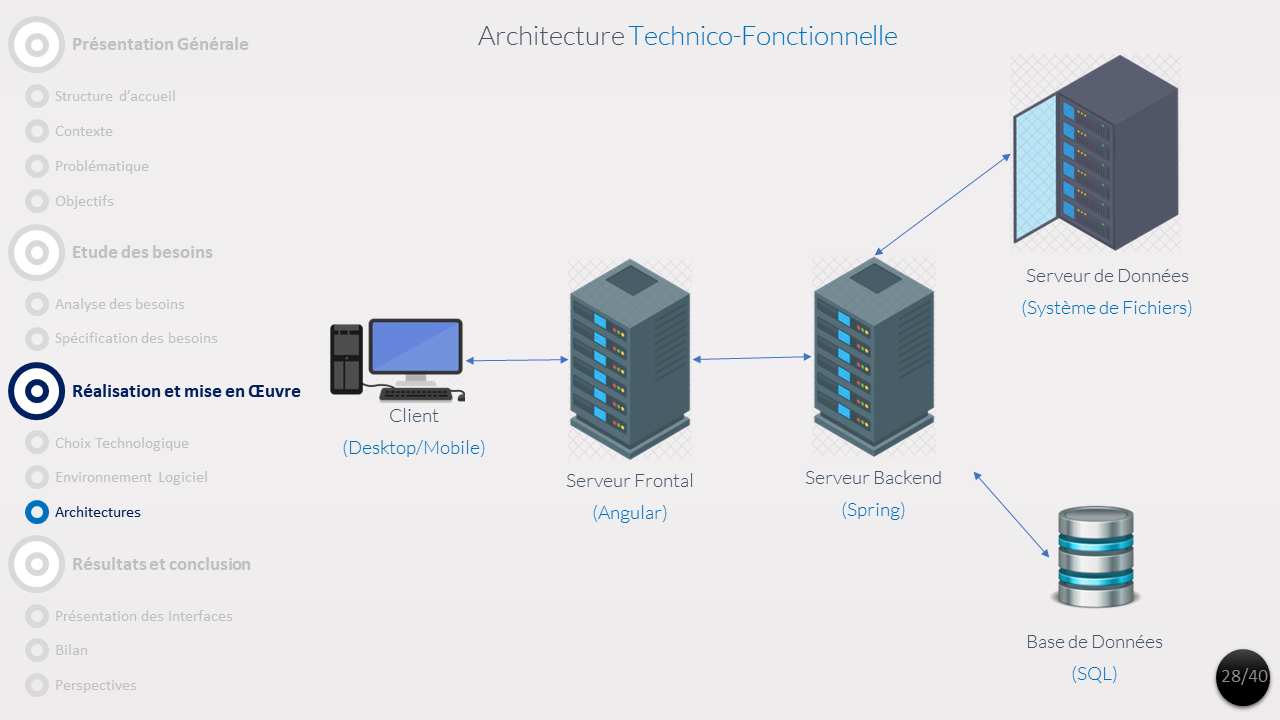 Présentation Générale
Structure d’accueil
Contexte
Problématique
Objectifs
Etude des besoins
Analyse des besoins
Spécification des besoins
Réalisation et mise en Œuvre
Choix Technologique
Environnement Logiciel
Architectures
Résultats et conclusion
Présentation des Interfaces
Bilan
Perspectives
Architecture Technico-Fonctionnelle
Client
(Desktop/Mobile)
Serveur Frontal
(Angular)
Serveur Backend
(Spring)
Serveur de Données
(Système de Fichiers)
Base de Données
(SQL)
28/40